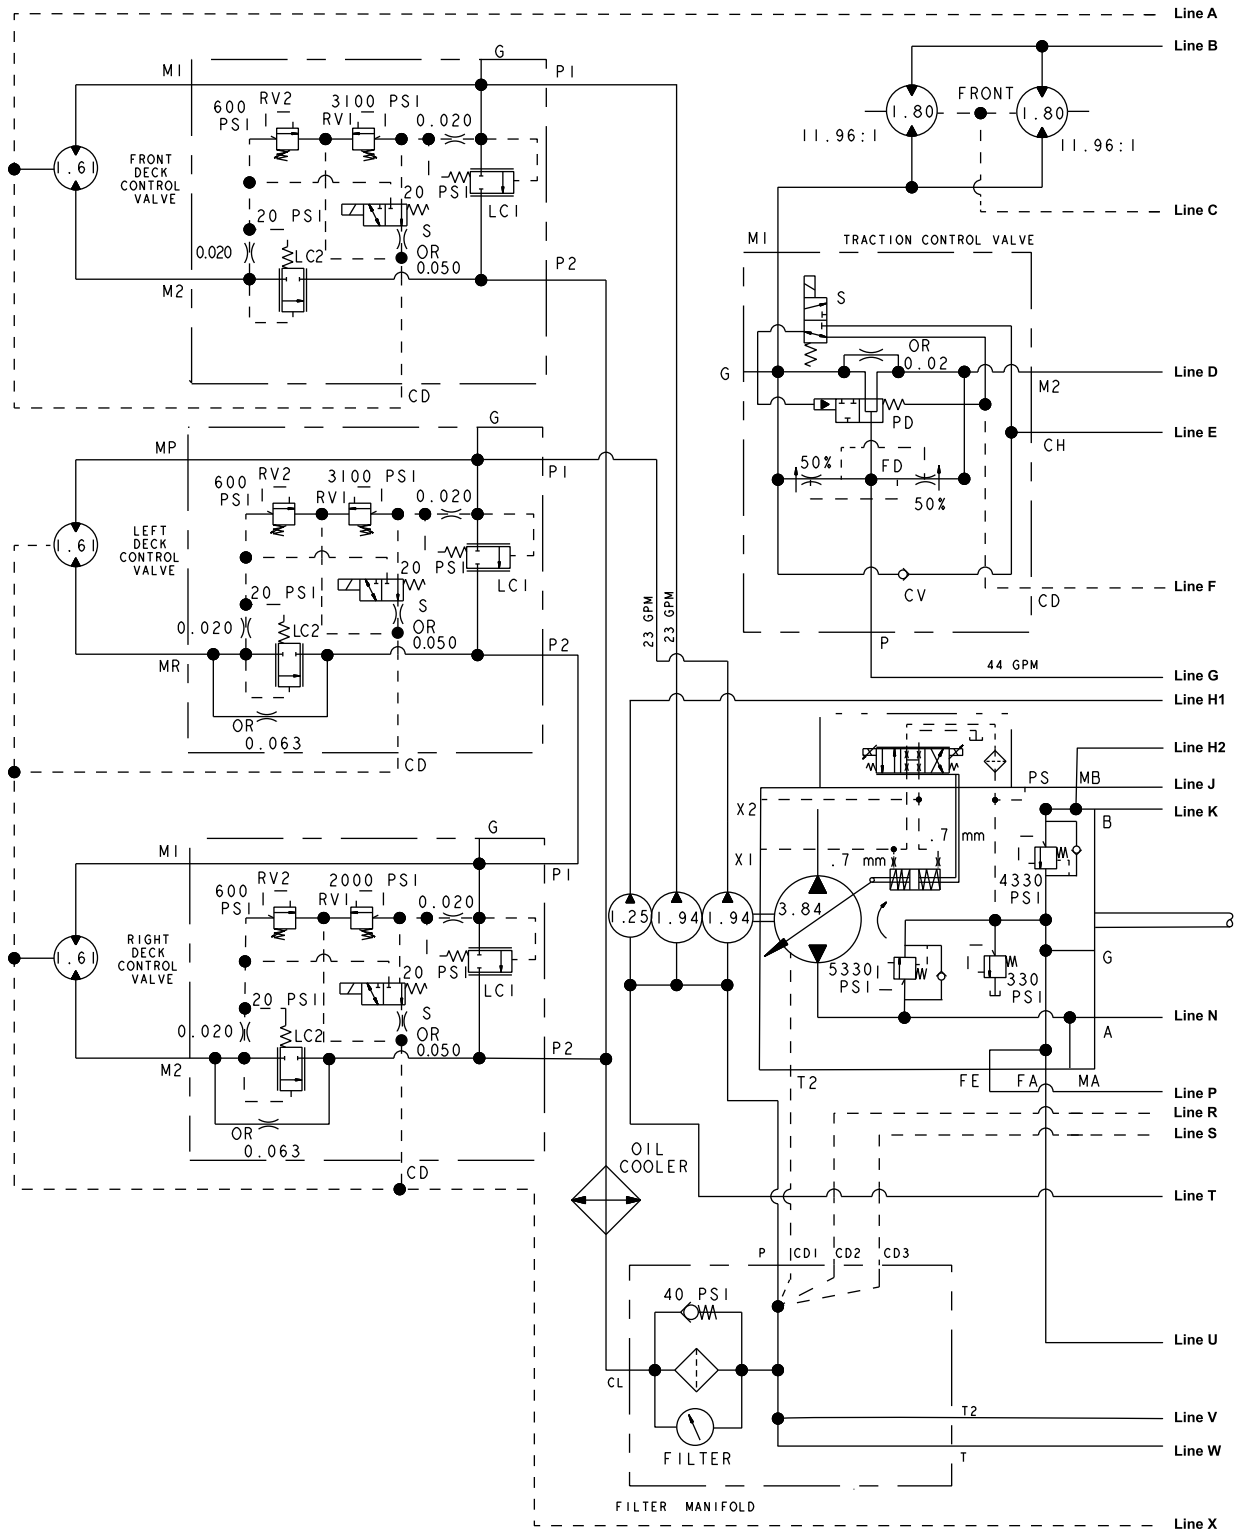 Line A
Line B
G
M1
P1
600
PSI
RV2
3100 PSI
RV1
0.020
FRONT
1.80
1.80
11.96:1
11.96:1
1.61
FRONT
DECK
CONTROL
VALVE
PSI
20
LC1
Line C
20 PSI
S
OR
0.050
0.020
LC2
M1
TRACTION CONTROL VALVE
P2
M2
S
OR
0.02
G
Line D
M2
CD
PD
G
MP
P1
CH
Line E
600
PSI
RV2
3100 PSI
RV1
0.020
50%
FD
50%
1.61
LEFT
DECK
CONTROL
VALVE
PSI
20
LC1
20 PSI
S
OR
0.050
0.020
LC2
CV
CD
Line F
23 GPM
23 GPM
P2
MR
P
44 GPM
Line G
Line H1
OR
0.063
CD
Line H2
PS
MB
Line J
X2
Line K
B
G
M1
P1
X1
.7 mm
.7 mm
4330
PSI
600
PSI
RV2
2000 PSI
RV1
0.020
1.25
1.94
1.94
3.84
1.61
RIGHT
DECK
CONTROL
VALVE
PSI
20
LC1
5330
PSI
330
PSI
G
20 PSI
S
OR
0.050
0.020
LC2
Line N
A
P2
M2
T2
FE
FA
MA
Line P
Line R
Line S
OR
0.063
CD
OIL
COOLER
Line T
P
CD1
CD2
CD3
40 PSI
Line U
CL
T2
Line V
FILTER
T
Line W
FILTER MANIFOLD
Line X